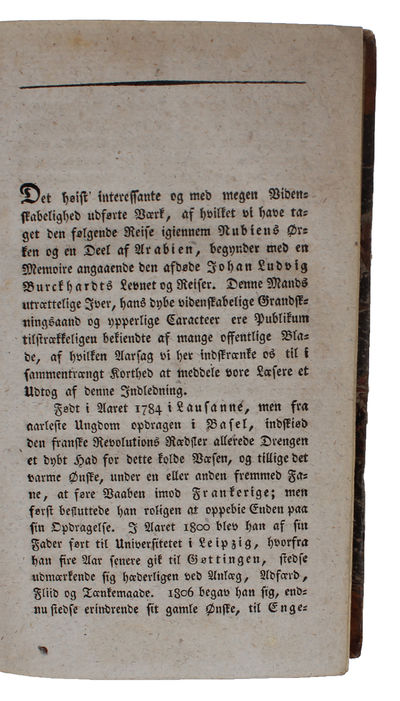 Det høist interessante og med megen Viden-
skabelighed udførte Værk, af hvilket vi have ta-
get den følgende Reise igiennem Nubiens Ør-
ken og en Deel af Arabien, begynder med en
Memoire angaaende den afdøde Johan Ludvig
Burckhardts Levnet og Reiser. Denne Mands
utrættelige Iver, hans dybe videnskabelige Grandsk-
ningsaand og ypperlige Caracteer ere Publikum
tilstrækkeligen bekiendte af mange offentlige Bla-
de, af hvilken Aarsag vi her indskrænke os til i
sammentrængt Korthed at meddele vore Læsere et
Udtog af denne Indledning.
Født i Aaret 1784 i Lausanne, men fra
aarleste Ungdom opdragen i Basel, indskiød
den franske Revolutions Rædsler allerede Drengen
et dybt Had for dette kolde Væsen, og tillige det
varme Ønske, under en eller anden fremmed Fa-
ne, at føre Vaaben imod Frankerige; men
først besluttede han roligen at oppebie Enden paa
sin Opdragelse. I Aaret 1800 blev han af sin
Fader ført til Universitetet i Leipzig, hvorfra
han fire Aar senere gik til Gøttingen, stedse
udmærkende sig hæderligen ved Anlæg, Adfærd,
Fliid og Tænkemaade. 1806 begav han sig, end-
nu stedse erindrende sit gamle Ønske, til Enge-